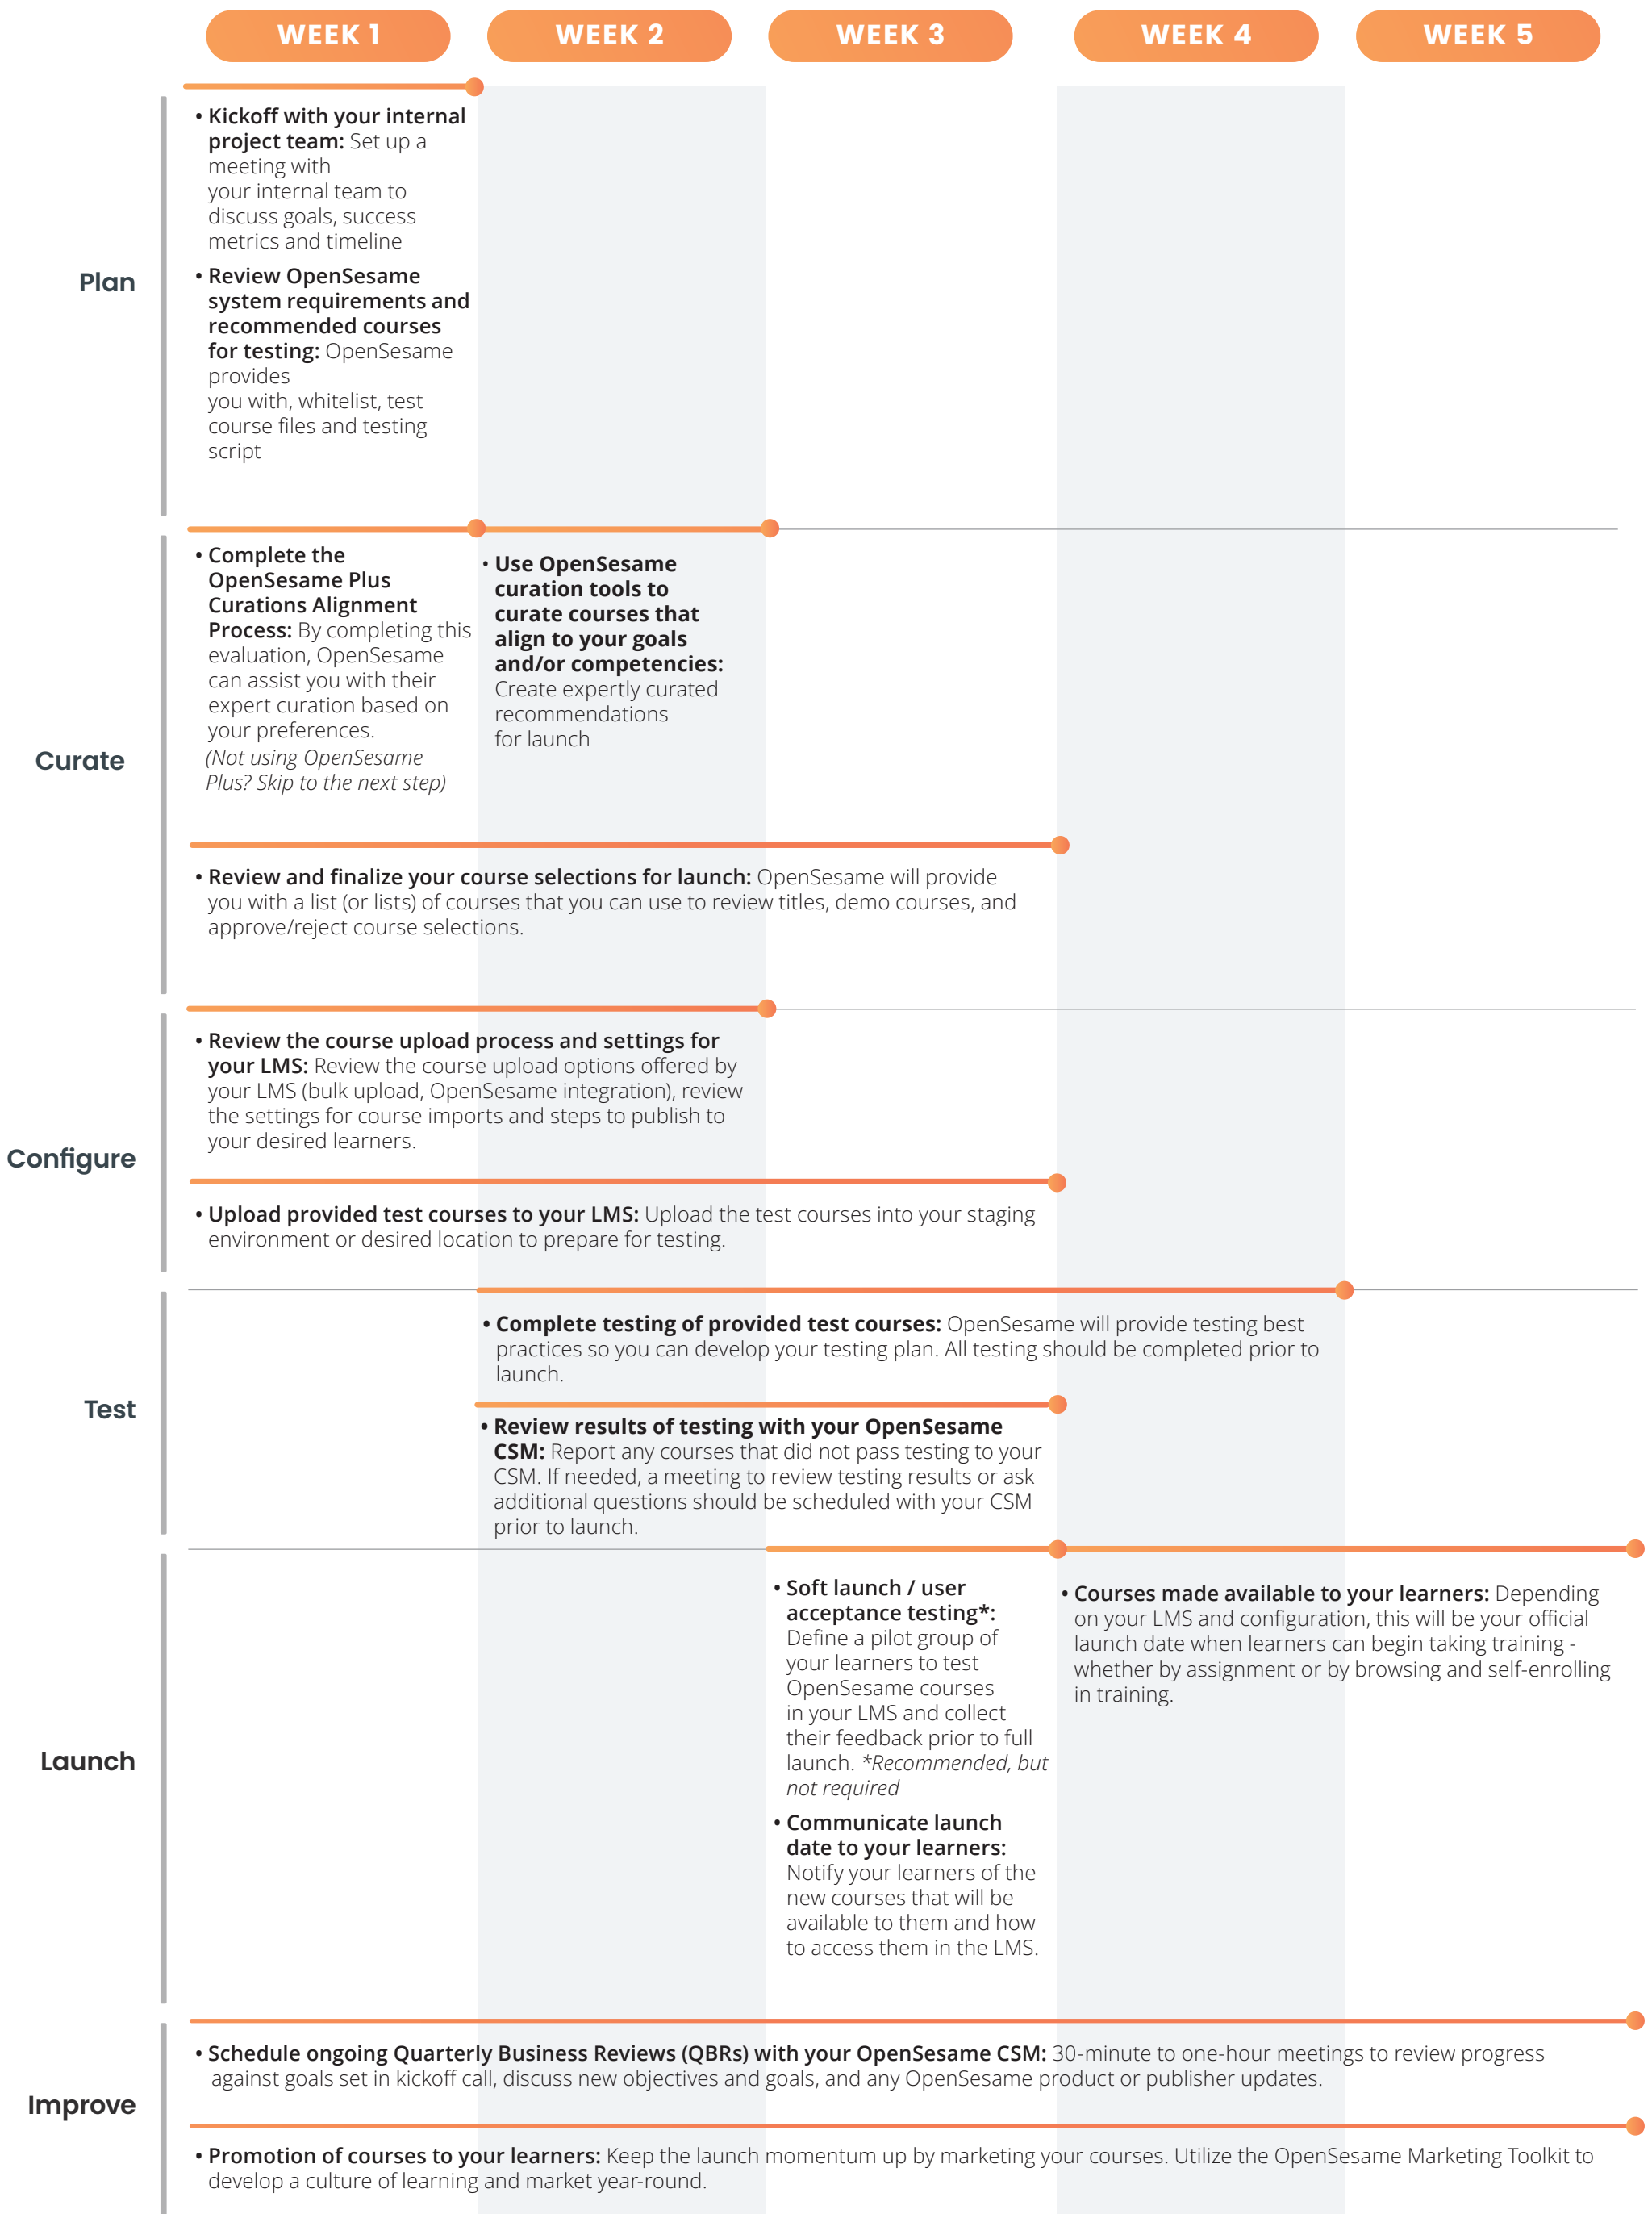 WEEK 1
WEEK 2
WEEK 3
WEEK 4
WEEK 5
Plan
• Kickoff with your internal
project team: Set up a
meeting with
your internal team to
discuss goals, success
metrics and timeline
• Review OpenSesame
system requirements and
recommended courses
for testing: OpenSesame
provides
you with, whitelist, test
course files and testing
script
Curate
• Complete the
OpenSesame Plus
Curations Alignment
Process: By completing this
evaluation, OpenSesame
can assist you with their
expert curation based on
your preferences.
(Not using OpenSesame
Plus? Skip to the next step)
• Use OpenSesame
curation tools to
curate courses that
align to your goals
and/or competencies:
Create expertly curated
recommendations
for launch
• Review and finalize your course selections for launch: OpenSesame will provide
you with a list (or lists) of courses that you can use to review titles, demo courses, and
approve/reject course selections.
Configure
• Review the course upload process and settings for
your LMS: Review the course upload options offered by
your LMS (bulk upload, OpenSesame integration), review
the settings for course imports and steps to publish to
your desired learners.
• Upload provided test courses to your LMS: Upload the test courses into your staging
environment or desired location to prepare for testing.
Test
• Complete testing of provided test courses: OpenSesame will provide testing best
practices so you can develop your testing plan. All testing should be completed prior to
launch.
• Review results of testing with your OpenSesame
CSM: Report any courses that did not pass testing to your
CSM. If needed, a meeting to review testing results or ask
additional questions should be scheduled with your CSM
prior to launch.
Launch
• Soft launch / user
acceptance testing*:
Define a pilot group of
your learners to test
OpenSesame courses
in your LMS and collect
their feedback prior to full
launch. *Recommended, but
not required
• Communicate launch
date to your learners:
Notify your learners of the
new courses that will be
available to them and how
to access them in the LMS.
• Courses made available to your learners: Depending
on your LMS and configuration, this will be your official
launch date when learners can begin taking training -
whether by assignment or by browsing and self-enrolling
in training.
Improve
• Schedule ongoing Quarterly Business Reviews (QBRs) with your OpenSesame CSM: 30-minute to one-hour meetings to review progress
against goals set in kickoff call, discuss new objectives and goals, and any OpenSesame product or publisher updates.
• Promotion of courses to your learners: Keep the launch momentum up by marketing your courses. Utilize the OpenSesame Marketing Toolkit to
develop a culture of learning and market year-round.